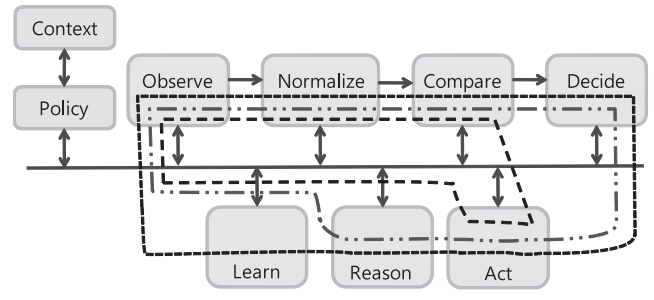 Context
Observe
Normalize
Compare
Decide
Policy
Learn
Reason
Act